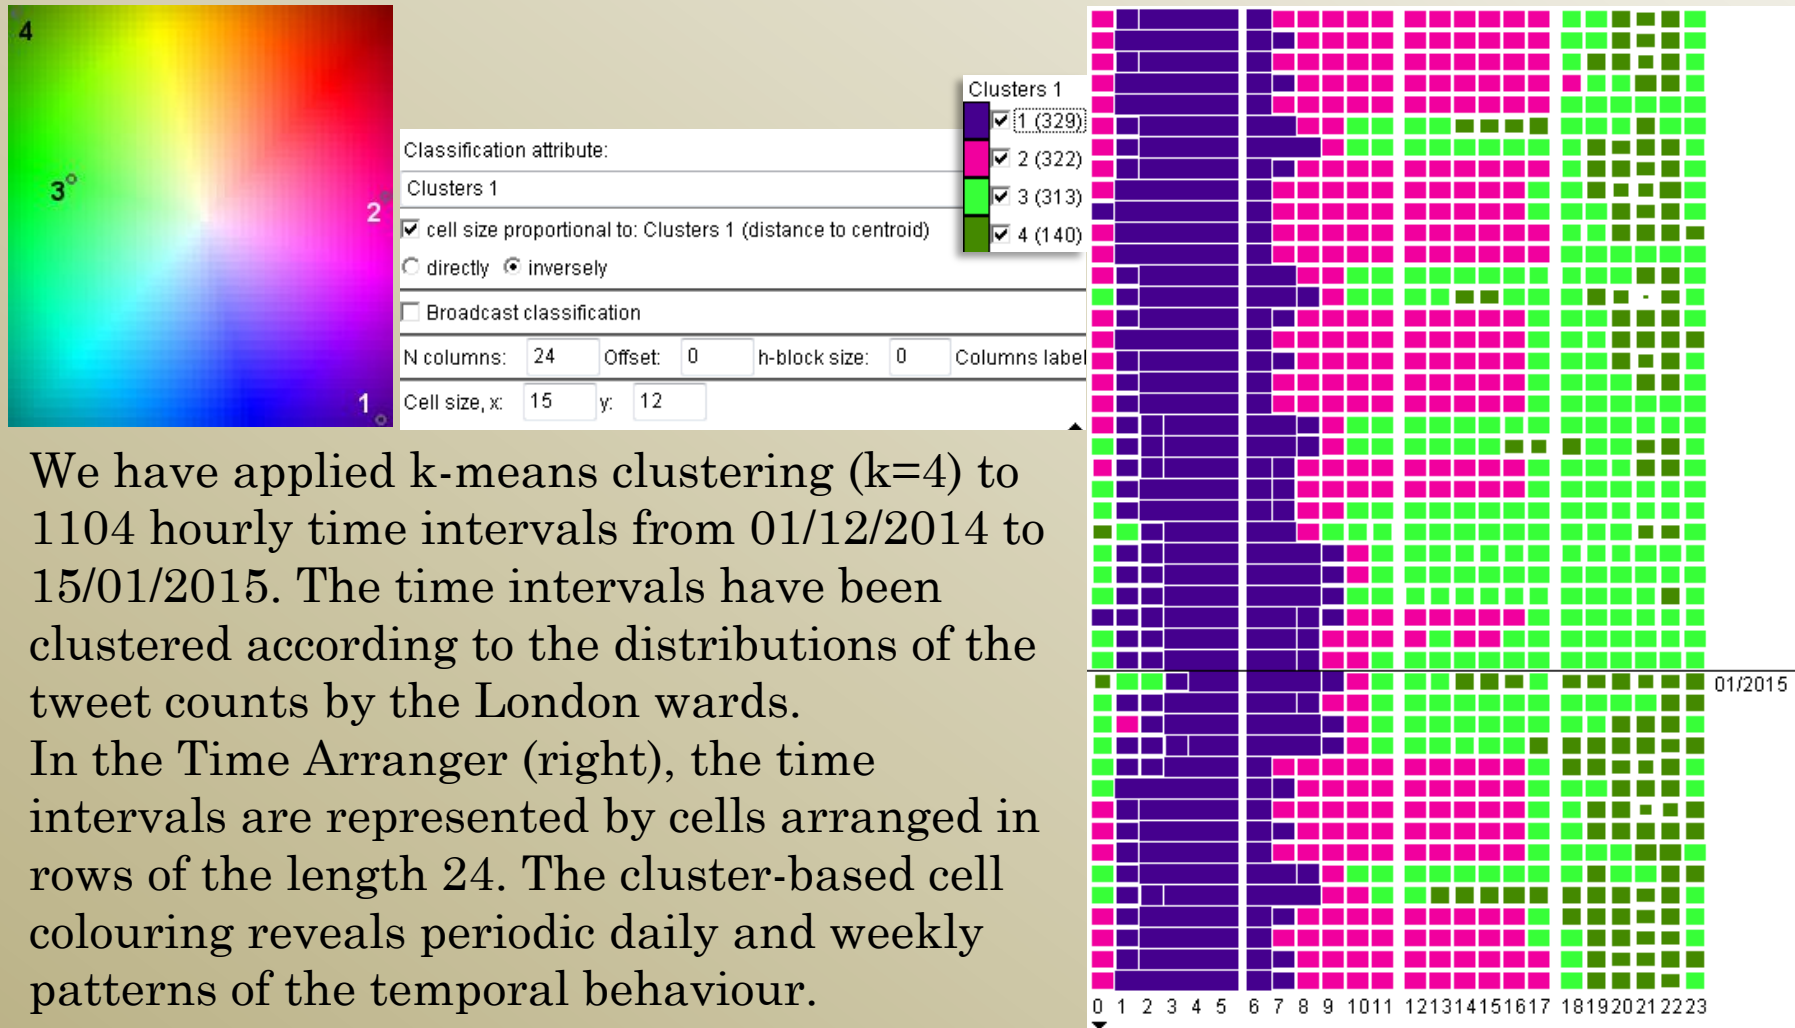 4
3
2
1
Classification attribute:
Clusters 1
cell size proportional to: Clusters 1 (distance to centroid)
directly inversely
Broadcast classification
N columns: 24 Offset: 0 h-block size: 0 Columns label
Cell size, x: 15 y: 12
Clusters 1
1 (329)
2 (322)
3 (313)
4 (140)
We have applied k-means clustering (k=4) to
1104 hourly time intervals from 01/12/2014 to
15/01/2015. The time intervals have been
clustered according to the distributions of the
tweet counts by the London wards.
In the Time Arranger (right), the time
intervals are represented by cells arranged in
rows of the length 24. The cluster-based cell
colouring reveals periodic daily and weekly
patterns of the temporal behaviour.
01/2015
0 1 2 3 4 5 6 7 8 9 10 11 12 13 14 15 16 17 18 19 20 21 22 23